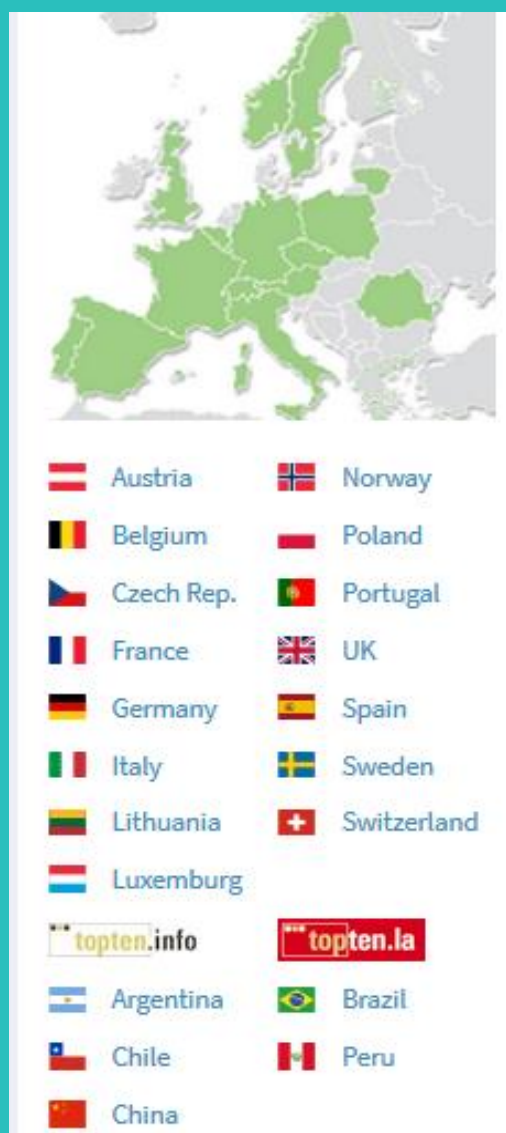 Austria Norway
Belgium Poland
Czech Rep. Portugal
France UK
Germany Spain
Italy Sweden
Lithuania Switzerland
Luxemburg
topten.info topten.la
Argentina Brazil
Chile Peru
China